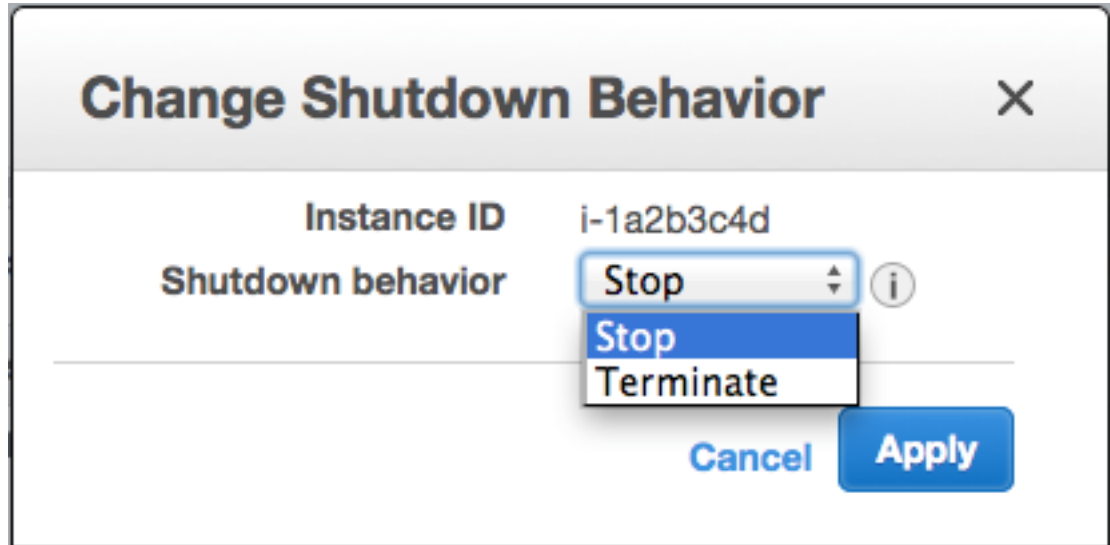 Change Shutdown Behavior
Instance ID i-1a2b3c4d
Shutdown behavior Stop
Stop
Terminate
Cancel Apply